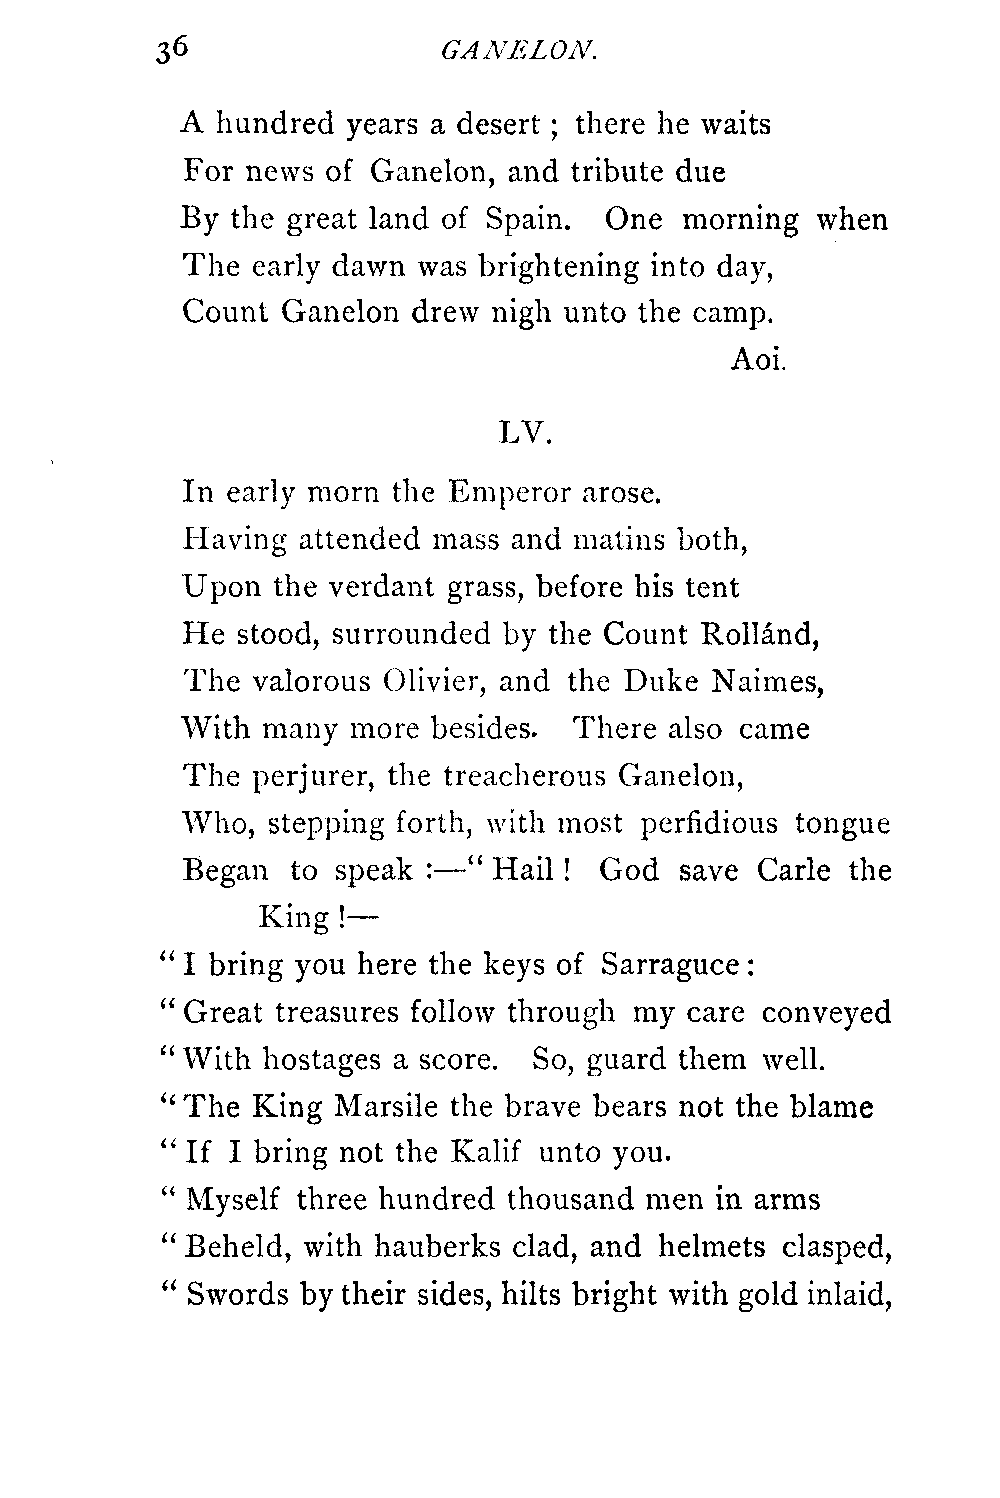 36 GANELON.
A hundred years a desert ; there he waits
For news of Ganelon, and tribute due
By the great land of Spain. One morning when
The early dawn was brightening into day,
Count Ganelon drew nigh unto the camp.
Aoi.
LV.
In early morn the Emperor arose.
Having attended mass and matins both,
Upon the verdant grass, before his tent
He stood, surrounded by the Count Rollánd,
The valorous Olivier, and the Duke Naimes,
With many more besides. There also came
The perjurer, the treacherous Ganelon,
Who, stepping forth, with most perfidious tongue
Began to speak :—“ Hail ! God save Carle the
King !—
“ I bring you here the keys of Sarraguce :
“ Great treasures follow through my care conveyed
“ With hostages a score. So, guard them well.
“ The King Marsile the brave bears not the blame
“ If I bring not the Kalif unto you.
“ Myself three hundred thousand men in arms
“ Beheld, with hauberks clad, and helmets clasped,
“ Swords by their sides, hilts bright with gold inlaid,